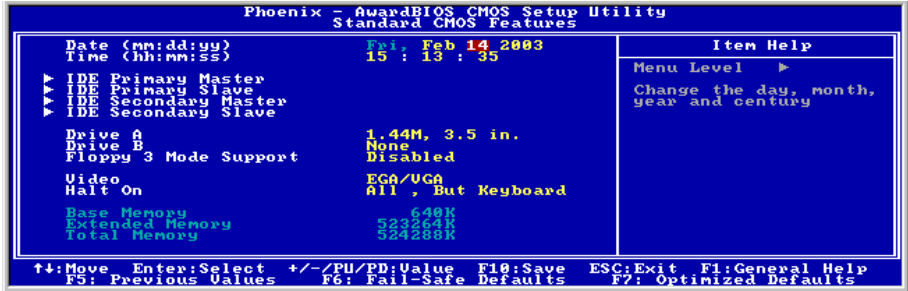 Phoenix - AwardBIOS CMOS Setup Utility
Standard CMOS Features
Date (mm:dd:yy) Fri, Feb 14 2003
Time (hh:mm:ss) 15 : 13 : 35
► IDE Primary Master
► IDE Primary Slave
► IDE Secondary Master
► IDE Secondary Slave
Drive A 1.44M, 3.5 in.
Drive B None
Floppy 3 Mode Support Disabled
Video EGA/VGA
Halt On All , But Keyboard
Base Memory 640K
Extended Memory 523264K
Total Memory 524288K
Item Help
Menu Level ►
Change the day, month,
year and century
↑↓:Move Enter:Select +/-/PU/PD:Value F10:Save ESC:Exit F1:General Help
F5: Previous Values F6: Fail-Safe Defaults F7: Optimized Defaults